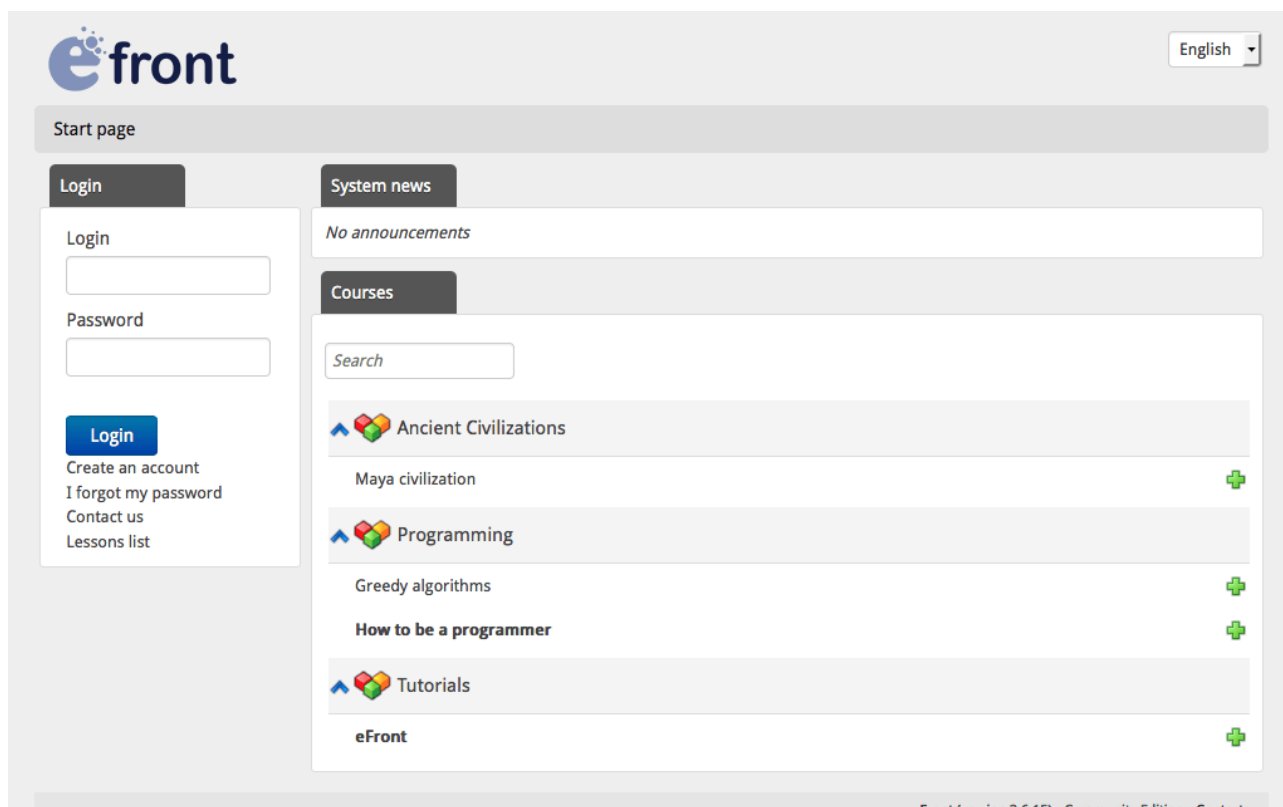 efront
English
Start page
Login
Login
Password
Login
Create an account
I forgot my password
Contact us
Lessons list
System news
No announcements
Courses
Search
Ancient Civilizations
Maya civilization
Programming
Greedy algorithms
How to be a programmer
Tutorials
eFront